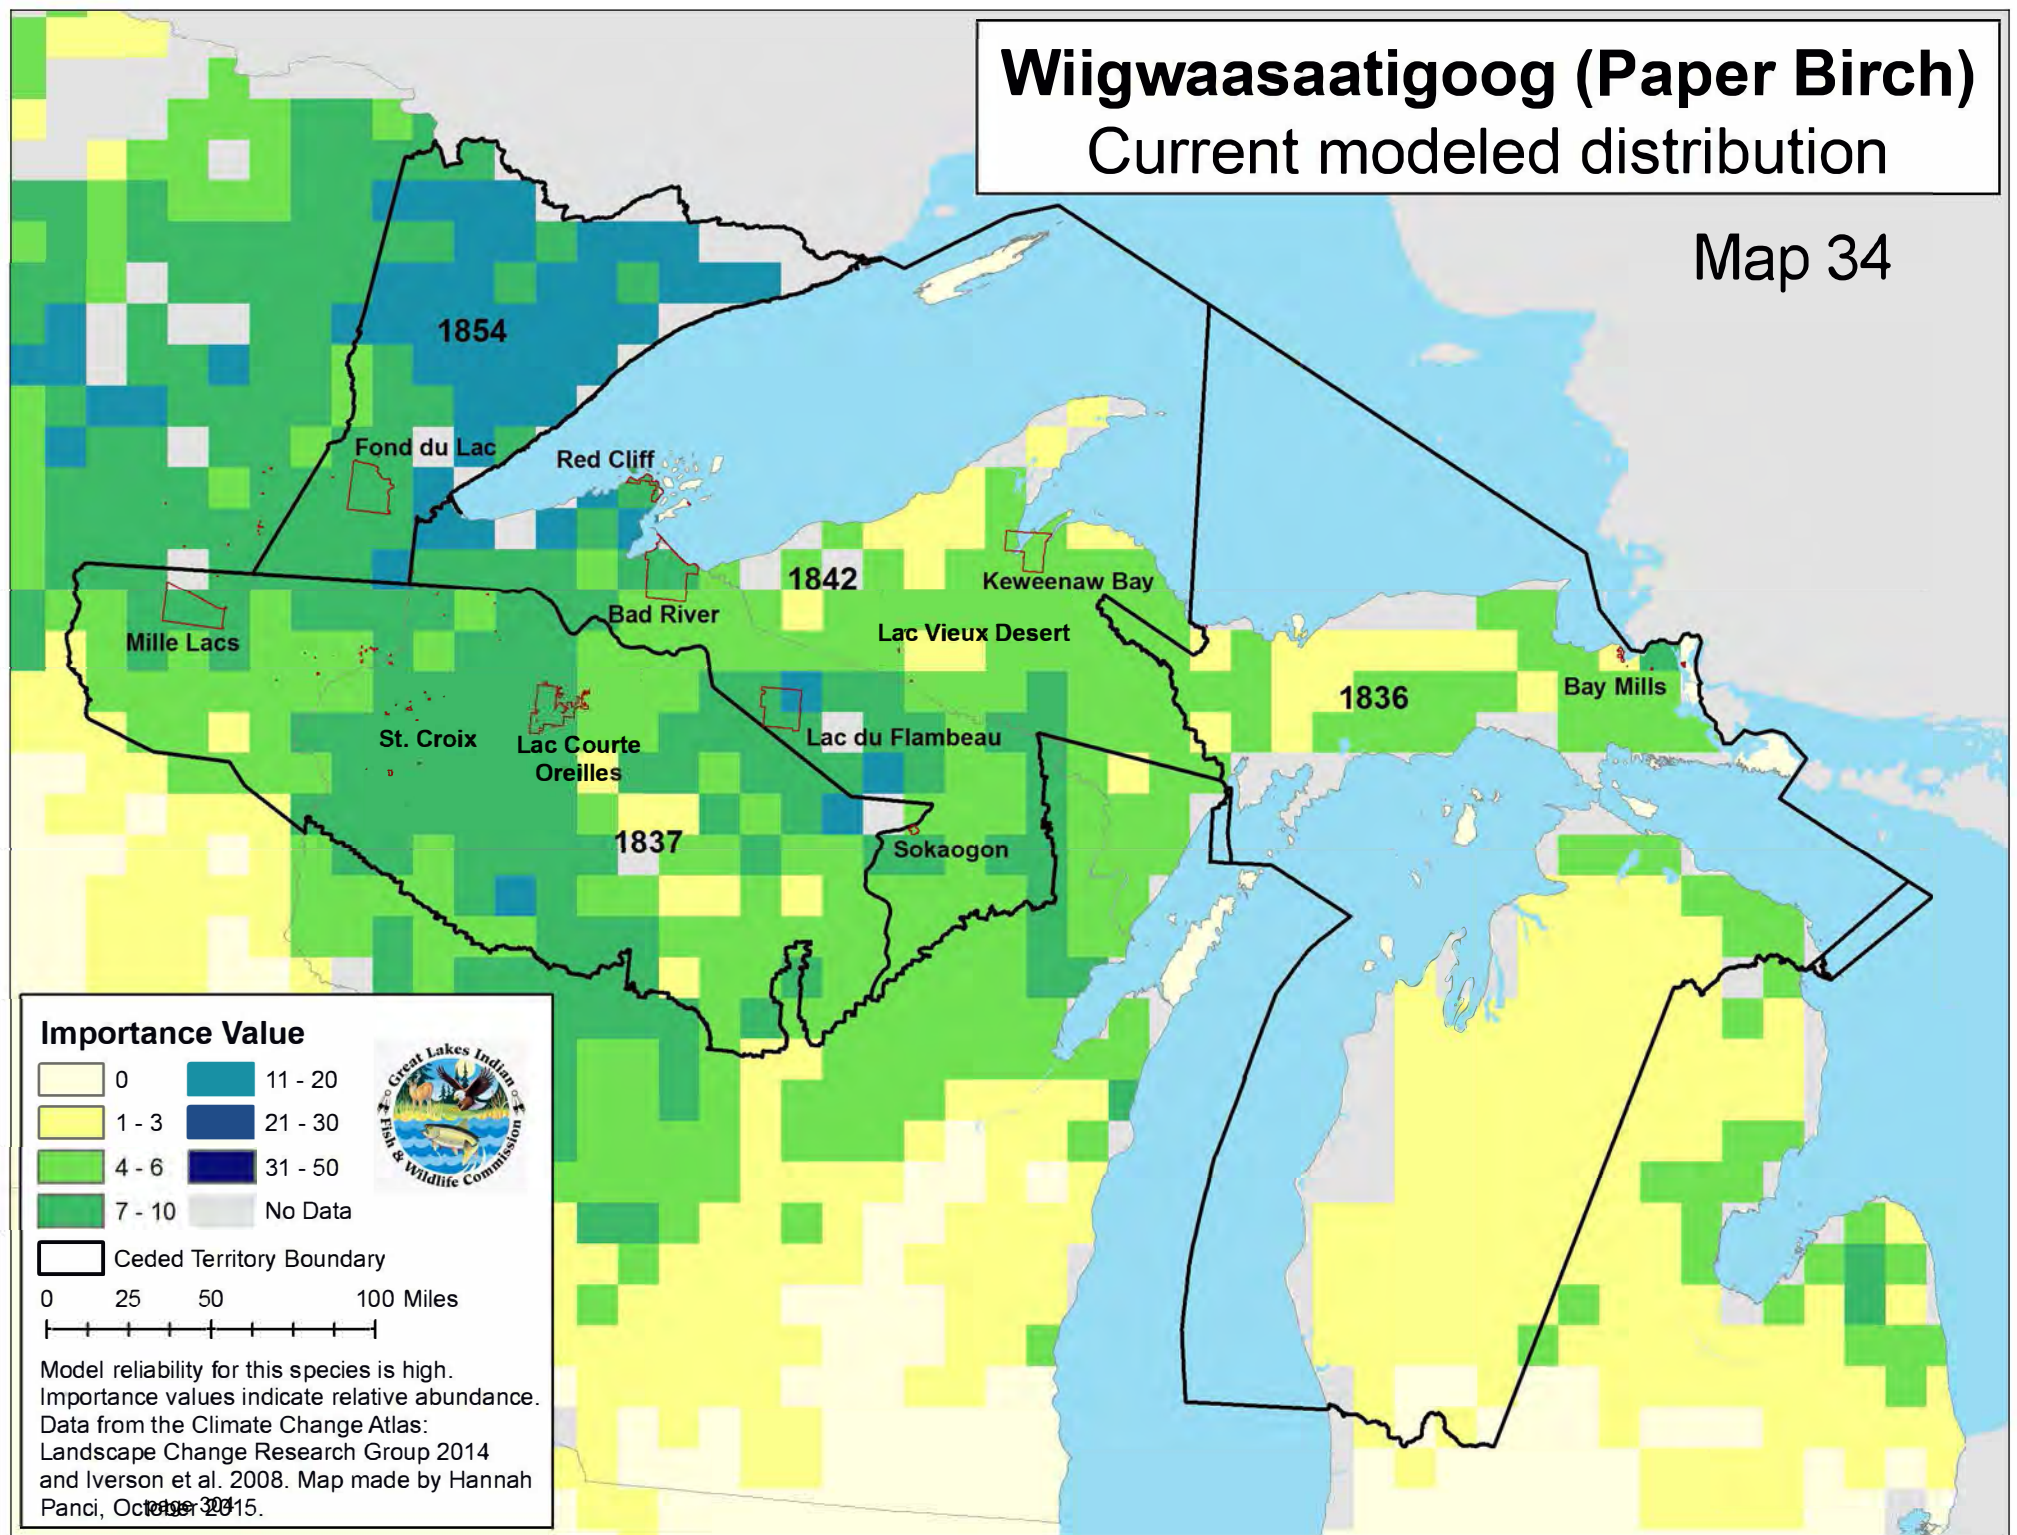 Wiigwaasaatigoog (Paper Birch)
Current modeled distribution
Map 34
1854
Fond du Lac
Red Cliff
1842
Keweenaw Bay
Bad River
Lac Vieux Desert
Mille Lacs
1836
Bay Mills
St. Croix
Lac Courte
Oreilles
Lac du Flambeau
1837
Sokaogon
Importance Value
0
11 - 20
1 - 3
21 - 30
4 - 6
31 - 50
7 - 10
No Data
Ceded Territory Boundary
0 25 50 100 Miles
Great Lakes Indian
Fish & Wildlife Commission
Model reliability for this species is high.
Importance values indicate relative abundance.
Data from the Climate Change Atlas:
Landscape Change Research Group 2014
and Iverson et al. 2008. Map made by Hannah
Panci, October 2015.
page 304